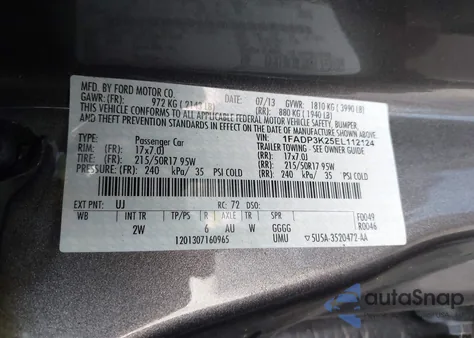 MFD. BY FORD MOTOR CO.
DATE: 07/13 GVWR: 1810 KG ( 3990 LB)
GAWR:(FR): 972 KG ( 2143 LB) (RR): 880 KG ( 1940 LB)
THIS VEHICLE CONFORMS TO ALL APPLICABLE FEDERAL MOTOR VEHICLE SAFETY, BUMPER,
AND THEFT PREVENTION STANDARDS IN EFFECT ON THE DATE OF MANUFACTURE SHOWN ABOVE.
VIN: 1FADP3K25EL112124
TYPE: Passenger Car TRAILER TOWING - SEE OWNER GUIDE
RIM: (FR): 17x7.0J (RR): 17x7.0J
TIRE: (FR): 215/50R17 95W (RR): 215/50R17 95W
PRESSURE: (FR): 240 kPa/ 35 PSI COLD (RR): 240 kPa/ 35 PSI COLD
EXT PNT: UJ RC: 72 DSO: F0049
WB INT TR TP/PS R AXLE TR SPR R0046
2W 6 AU W GGGG
1201307160965 UMU 5U5A-3520472-AA
autoSnap